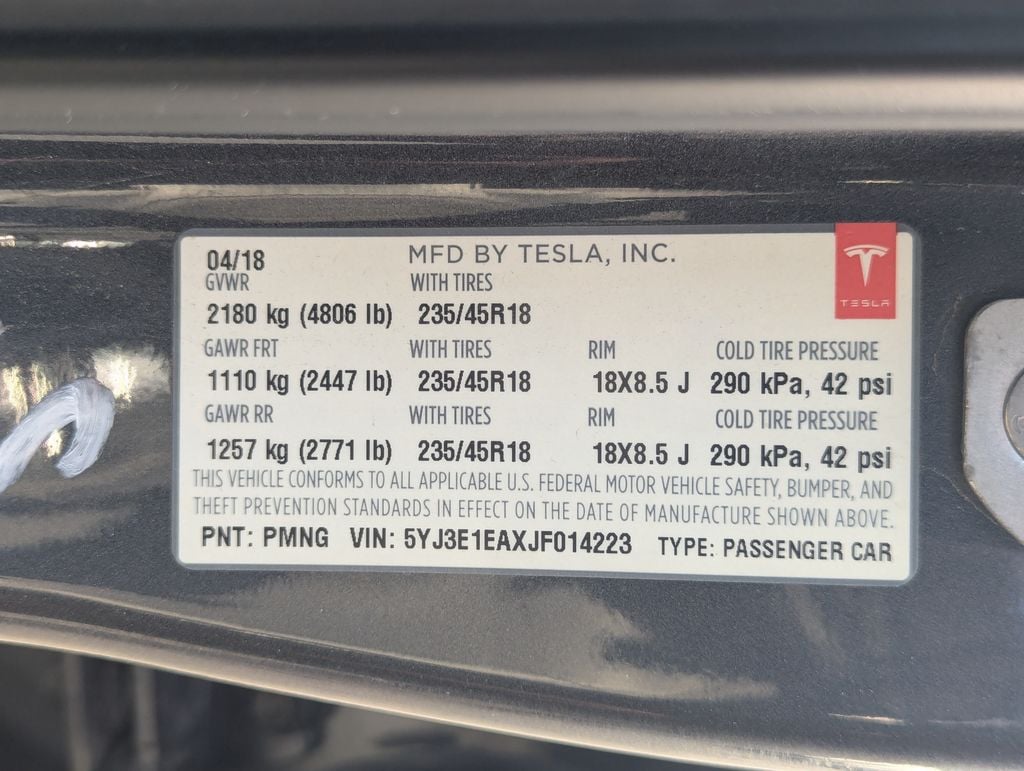 04/18 MFD BY TESLA, INC.
GVWR WITH TIRES
2180 kg (4806 lb) 235/45R18
TESLA
GAWR FRT WITH TIRES RIM COLD TIRE PRESSURE
1110 kg (2447 lb) 235/45R18 18X8.5 J 290 kPa, 42 psi
GAWR RR WITH TIRES RIM COLD TIRE PRESSURE
1257 kg (2771 lb) 235/45R18 18X8.5 J 290 kPa, 42 psi
THIS VEHICLE CONFORMS TO ALL APPLICABLE U.S. FEDERAL MOTOR VEHICLE SAFETY, BUMPER, AND
THEFT PREVENTION STANDARDS IN EFFECT ON THE DATE OF MANUFACTURE SHOWN ABOVE.
PNT: PMNG VIN: 5YJ3E1EAXJF014223 TYPE: PASSENGER CAR